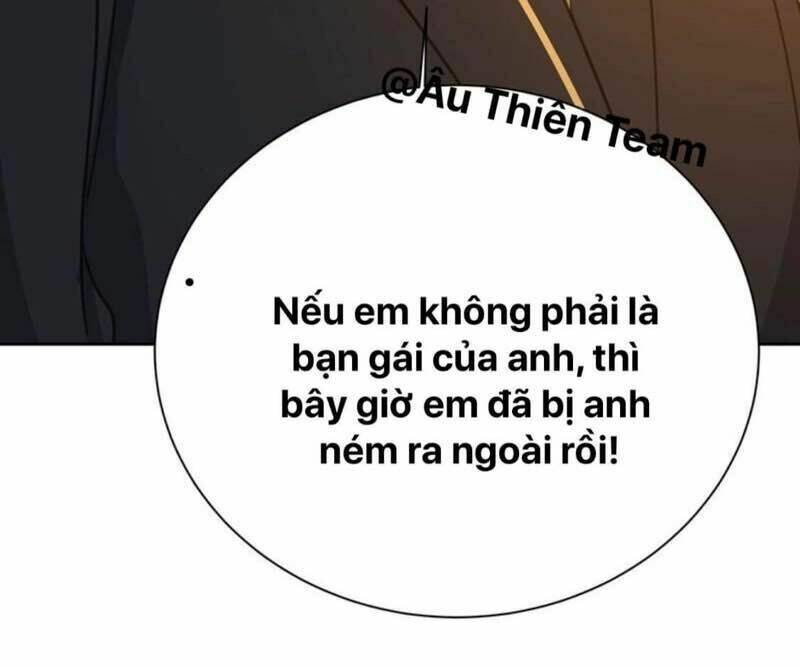 @Âu Thiên Team
Nếu em không phải là
bạn gái của anh, thì
bây giờ em đã bị anh
ném ra ngoài rồi!